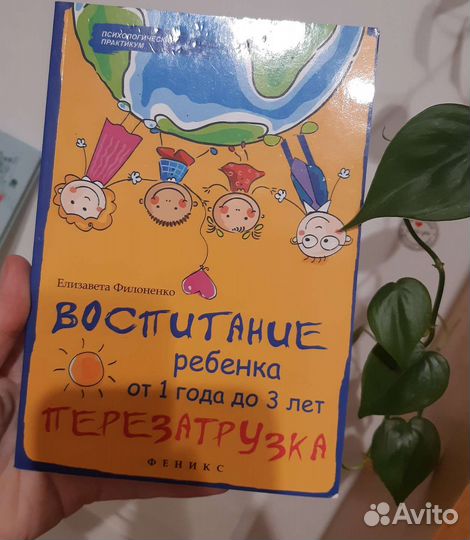 ПСИХОЛОГИЧЕСКИЙ
ПРАКТИКУМ
Елизавета Филоненко
ВОСПИТАНИЕ
ребенка
от 1 года до 3 лет
ПЕРЕЗАГРУЗКА
ФЕНИКС
Avito